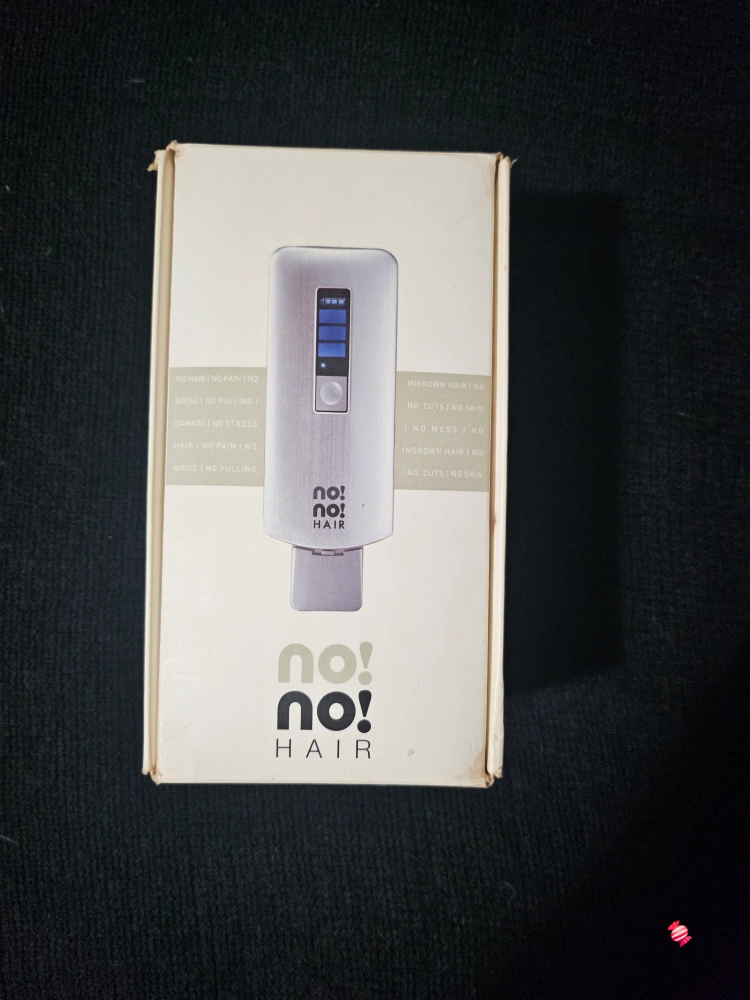 NO HAIR | NO PAIN | NO
NOISE | NO PULLING |
DAMAGE | NO STRESS
HAIR | NO PAIN | NO
NOISE | NO PULLING
INGROWN HAIR | NO
NO CUTS | NO SKIN
| NO MESS | NO
INGROWN HAIR | NO
NO CUTS | NO SKIN
no!
no!
HAIR
no!
no!
HAIR